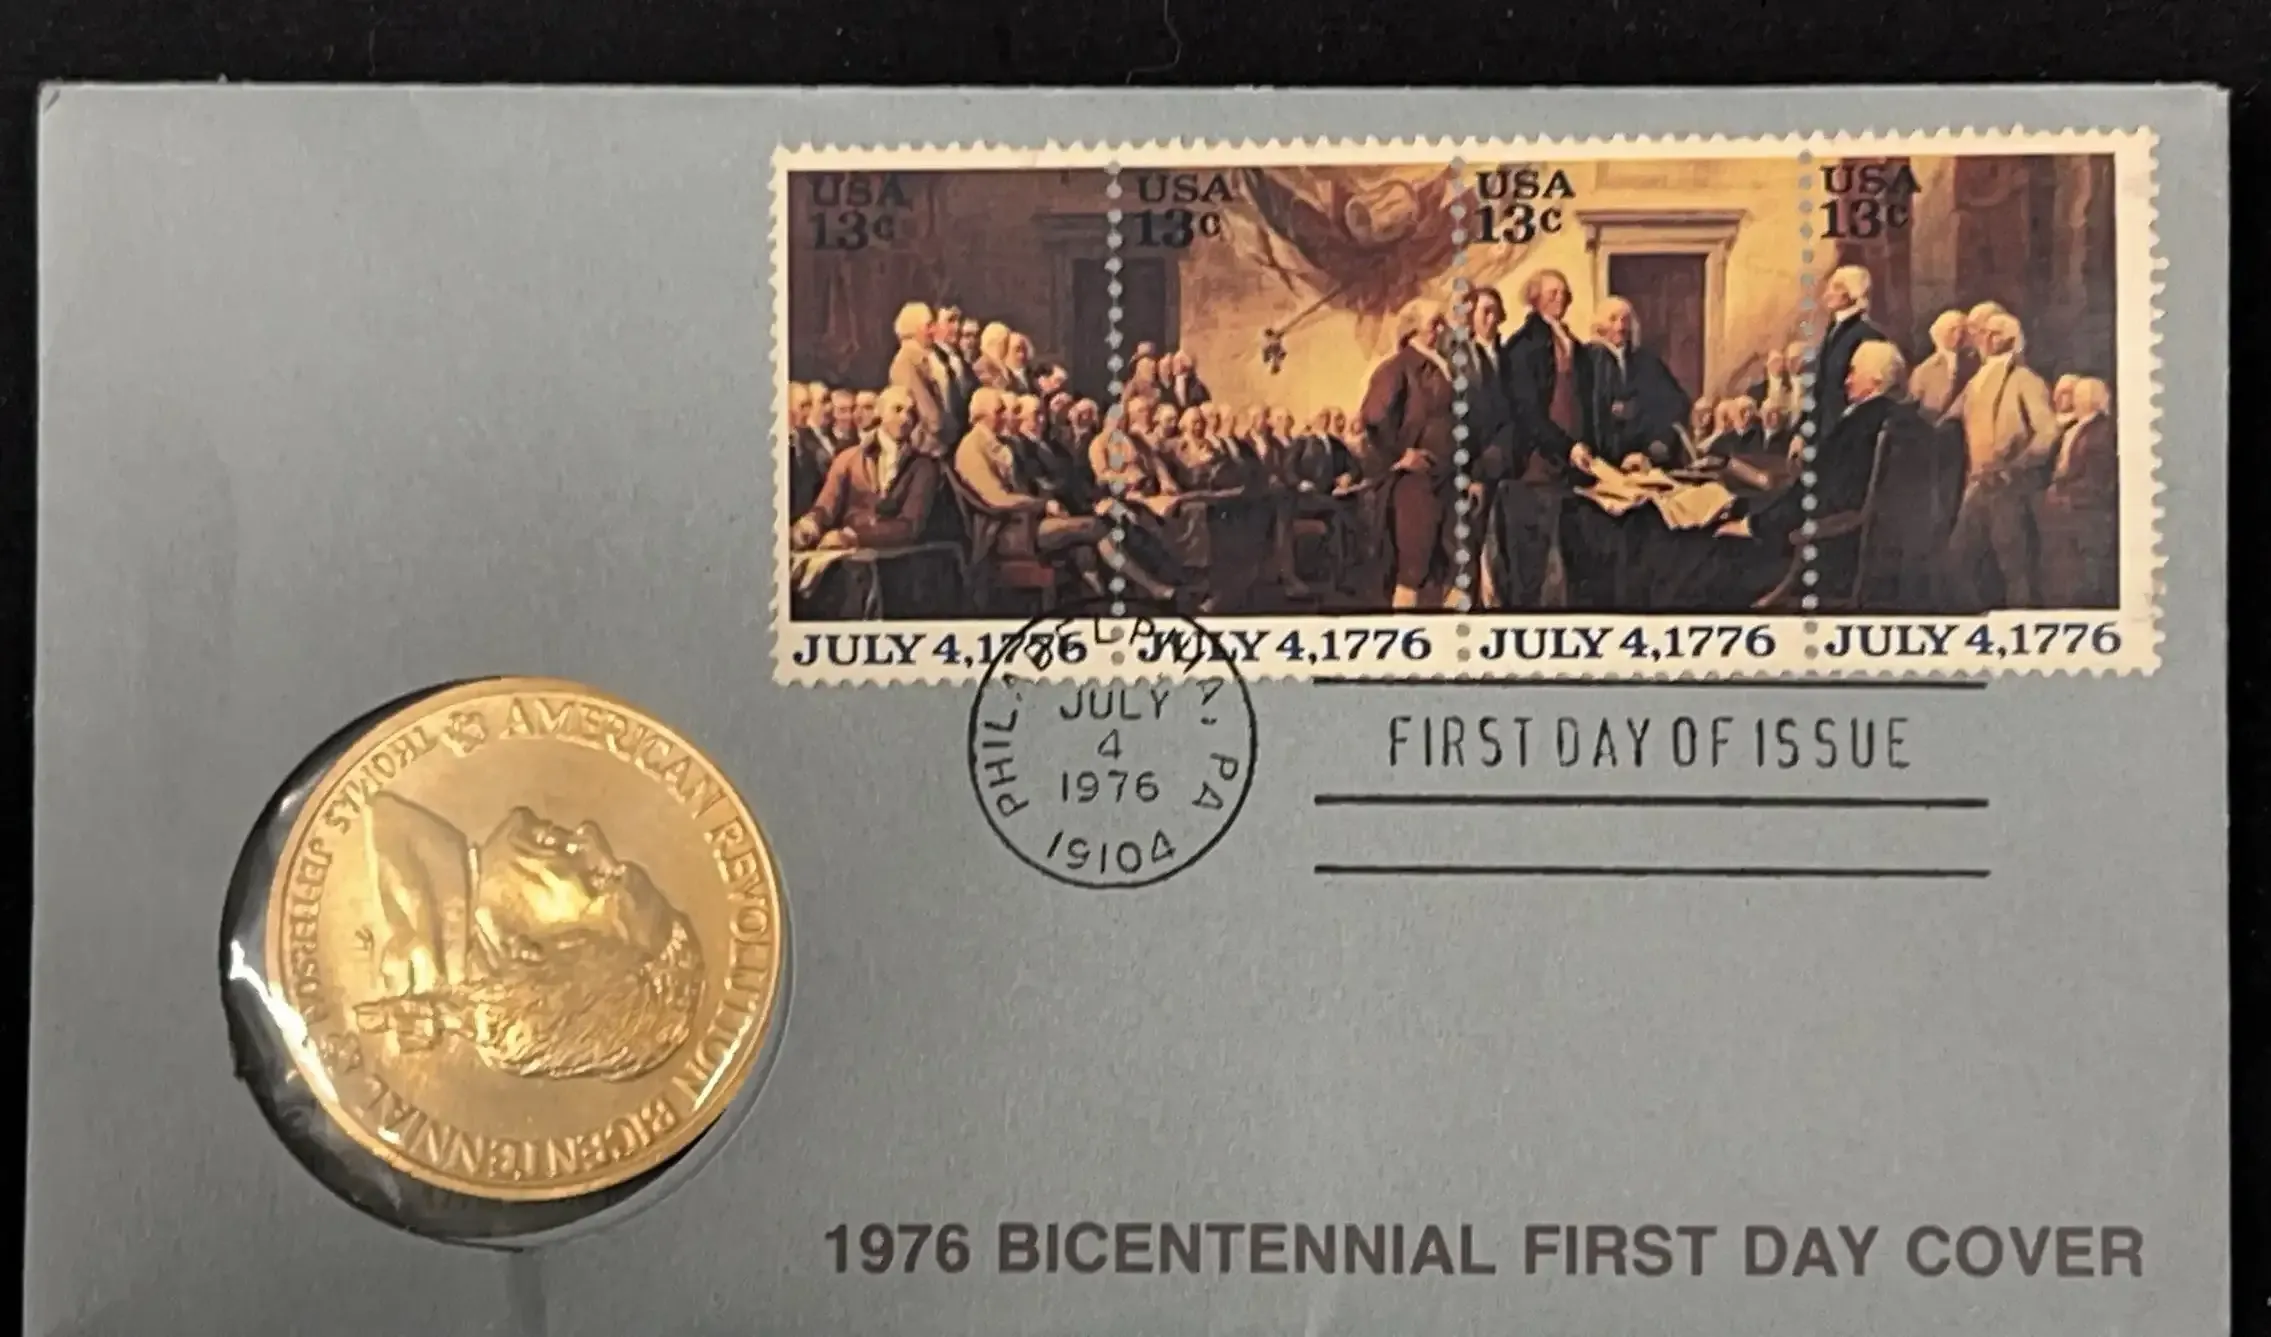 USA USA USA USA
13c 13c 13c 13c
JULY 4,1776 JULY 4,1776 JULY 4,1776 JULY 4,1776
PHILADELPHIA, PA
JULY
4
1976
19104
FIRST DAY OF ISSUE
AMERICAN REVOLUTION BICENTENNIAL
THOMAS JEFFERSON
1976 BICENTENNIAL FIRST DAY COVER